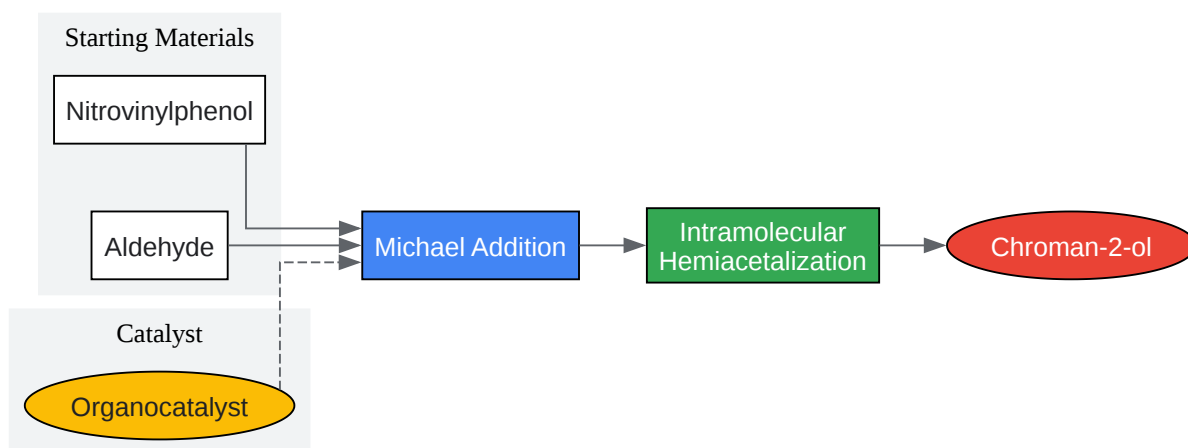 Starting Materials
Nitrovinylphenol
Aldehyde
Catalyst
Organocatalyst
Michael Addition
Intramolecular
Hemiacetalization
Chroman-2-ol